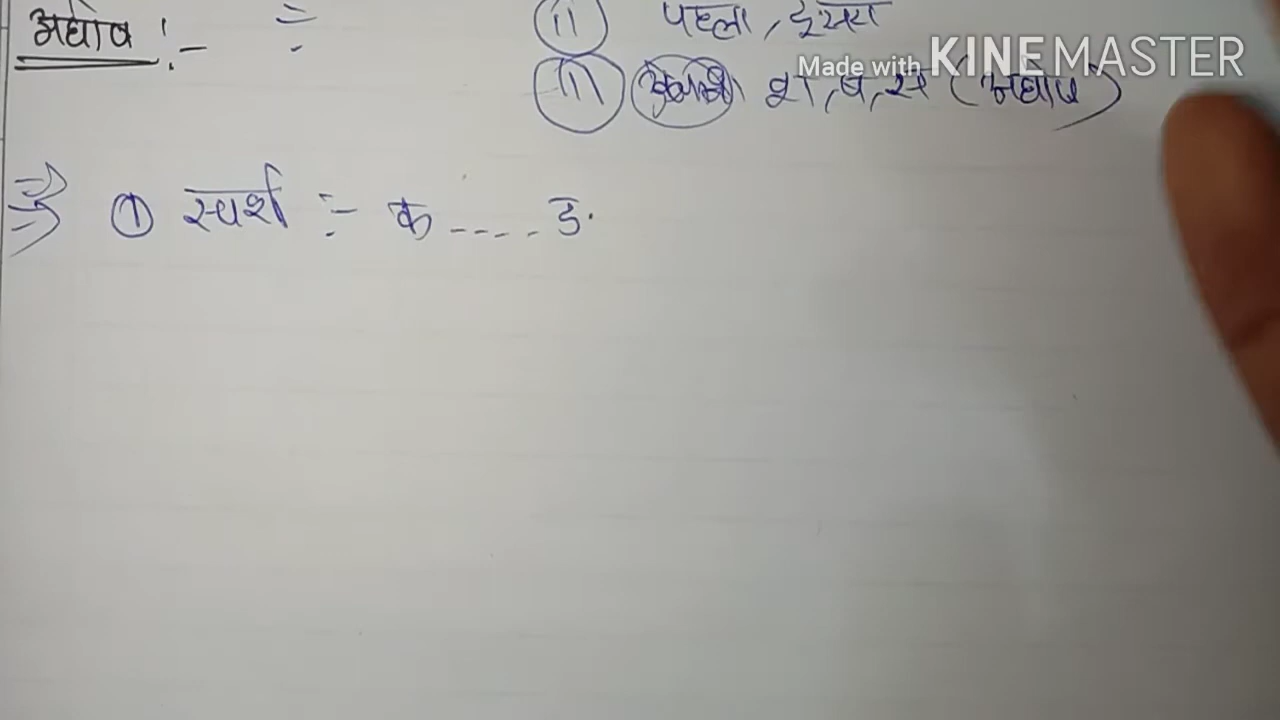 अघोष :- =
(ii) पहला, दूसरा
Made with KINEMASTER
(iii) श, ष, स (अघोष)
⇒ ① स्पर्श :- क ---- ङ